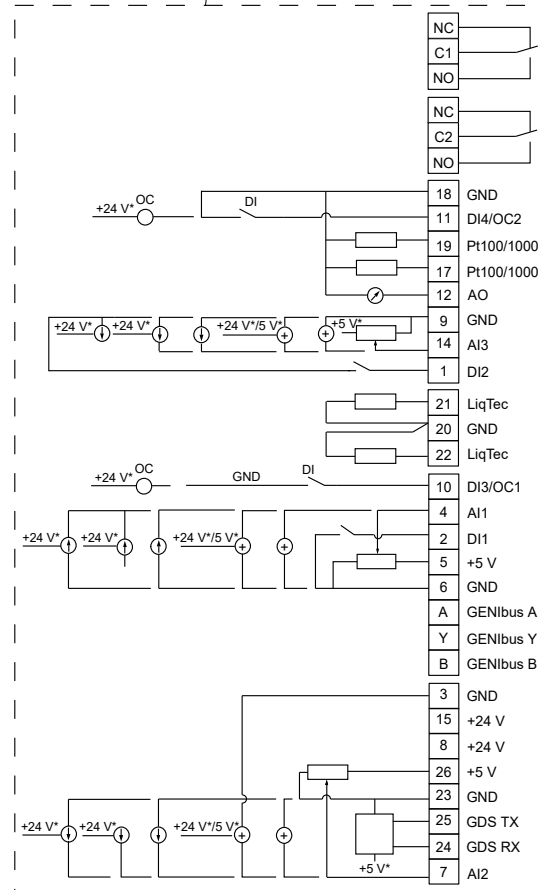 NC
C1
NO
NC
C2
NO
18 GND
+24 V* OC DI 11 DI4/OC2
19 Pt100/1000
17 Pt100/1000
12 AO
9 GND
+24 V* +24 V* +24 V*/5 V* +5 V*
14 AI3
1 DI2
21 LiqTec
20 GND
22 LiqTec
+24 V* OC GND DI 10 DI3/OC1
4 AI1
+24 V* +24 V* +24 V*/5 V* 2 DI1
5 +5 V
6 GND
A GENIbus A
Y GENIbus Y
B GENIbus B
3 GND
15 +24 V
8 +24 V
26 +5 V
23 GND
+24 V* +24 V* +24 V*/5 V* 25 GDS TX
24 GDS RX
+5 V* 7 AI2